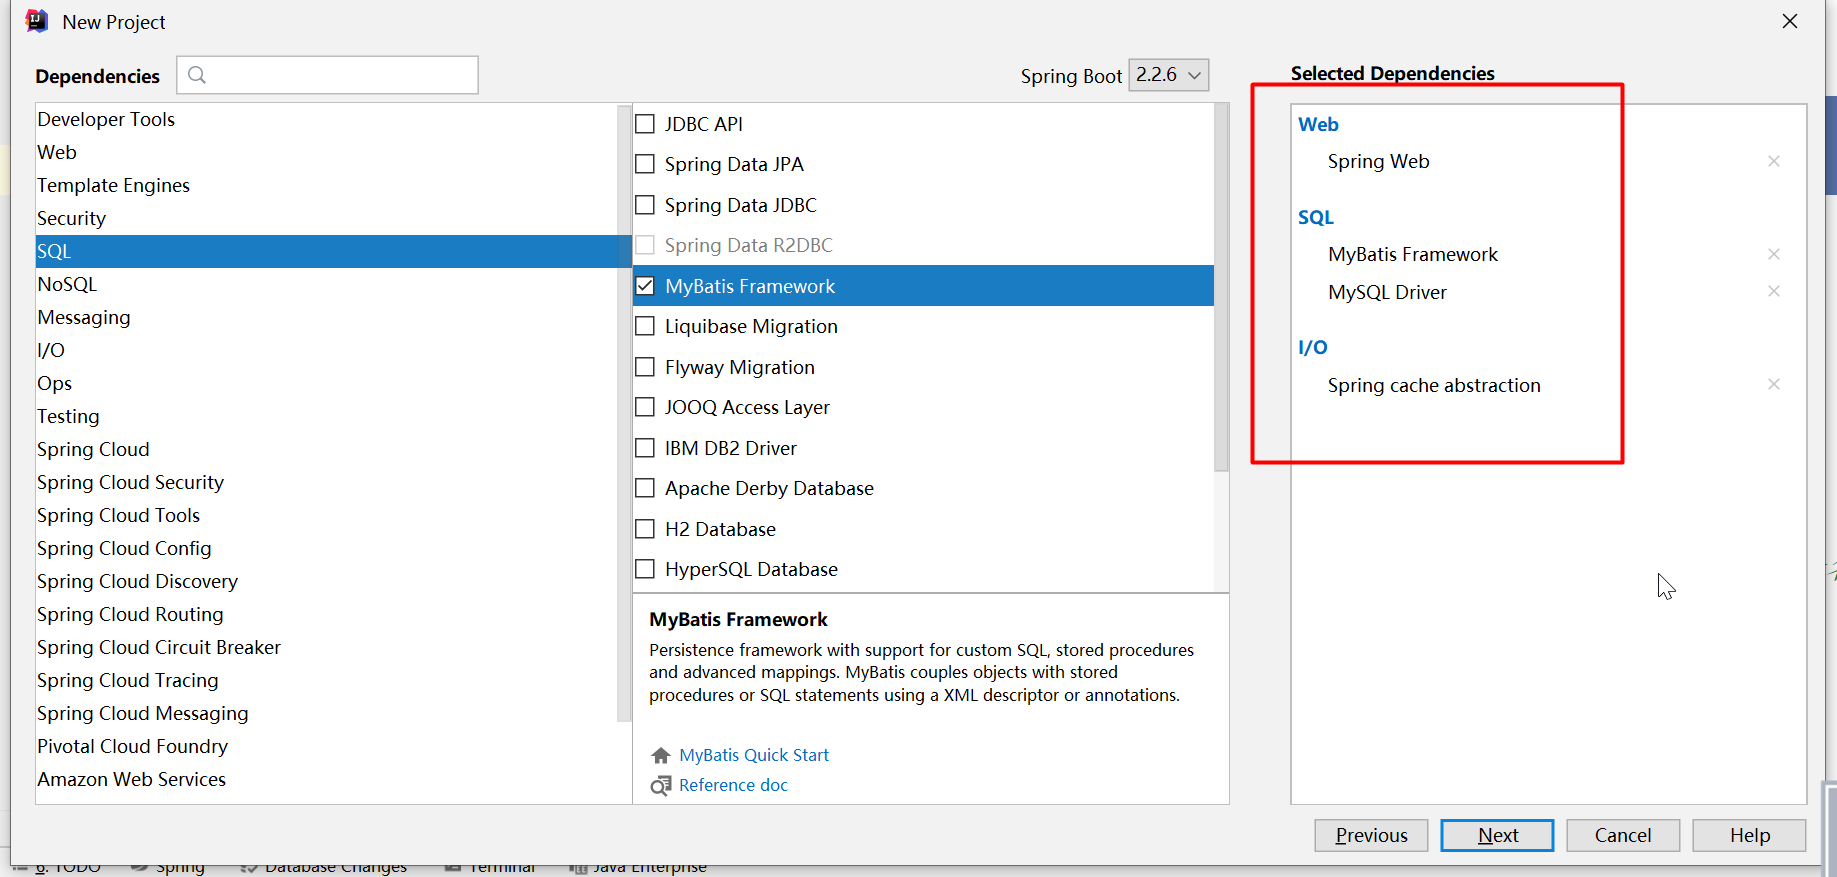 New Project
Dependencies
Spring Boot 2.2.6
Selected Dependencies
Developer Tools
Web
Template Engines
Security
SQL
NoSQL
Messaging
I/O
Ops
Testing
Spring Cloud
Spring Cloud Security
Spring Cloud Tools
Spring Cloud Config
Spring Cloud Discovery
Spring Cloud Routing
Spring Cloud Circuit Breaker
Spring Cloud Tracing
Spring Cloud Messaging
Pivotal Cloud Foundry
Amazon Web Services
JDBC API
Spring Data JPA
Spring Data JDBC
Spring Data R2DBC
MyBatis Framework
Liquibase Migration
Flyway Migration
JOOQ Access Layer
IBM DB2 Driver
Apache Derby Database
H2 Database
HyperSQL Database
MyBatis Framework
Persistence framework with support for custom SQL, stored procedures
and advanced mappings. MyBatis couples objects with stored
procedures or SQL statements using a XML descriptor or annotations.
MyBatis Quick Start
Reference doc
Web
Spring Web
SQL
MyBatis Framework
MySQL Driver
I/O
Spring cache abstraction
Previous
Next
Cancel
Help
6: TODO
Spring
Database Changes
Terminal
Java Enterprise